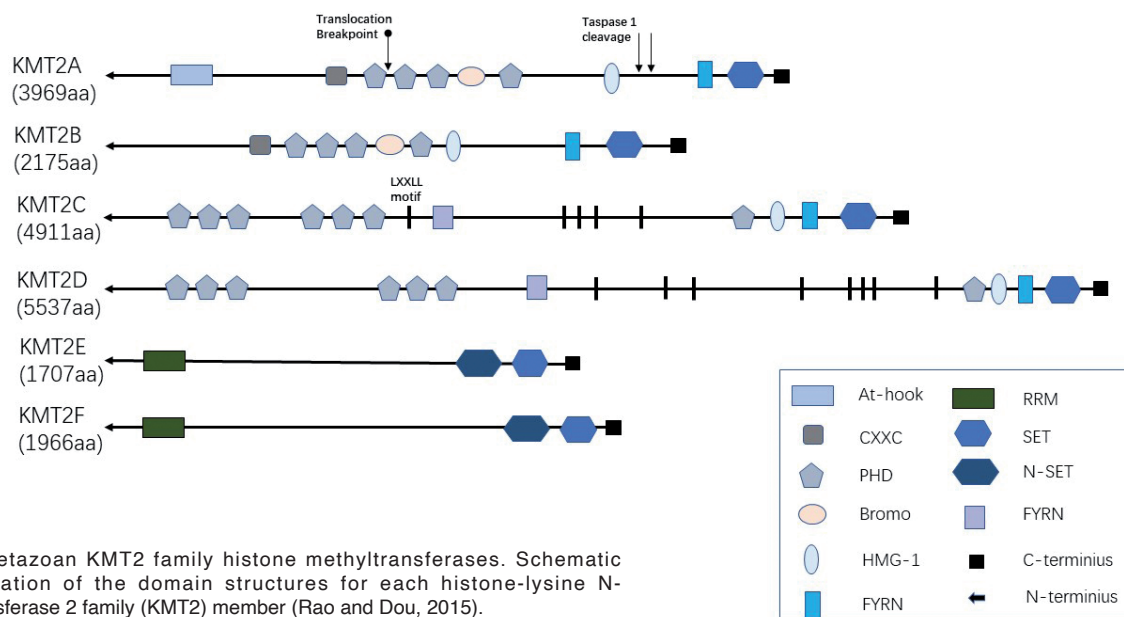 Translocation
Breakpoint
Taspase 1
cleavage
KMT2A
(3969aa)
KMT2B
(2175aa)
LXXLL
motif
KMT2C
(4911aa)
KMT2D
(5537aa)
KMT2E
(1707aa)
KMT2F
(1966aa)
At-hook
RRM
CXXC
SET
PHD
N-SET
Bromo
FYRN
HMG-1
C-terminius
FYRN
N-terminius
etazoan KMT2 family histone methyltransferases. Schematic
ation of the domain structures for each histone-lysine N-
sferase 2 family (KMT2) member (Rao and Dou, 2015).